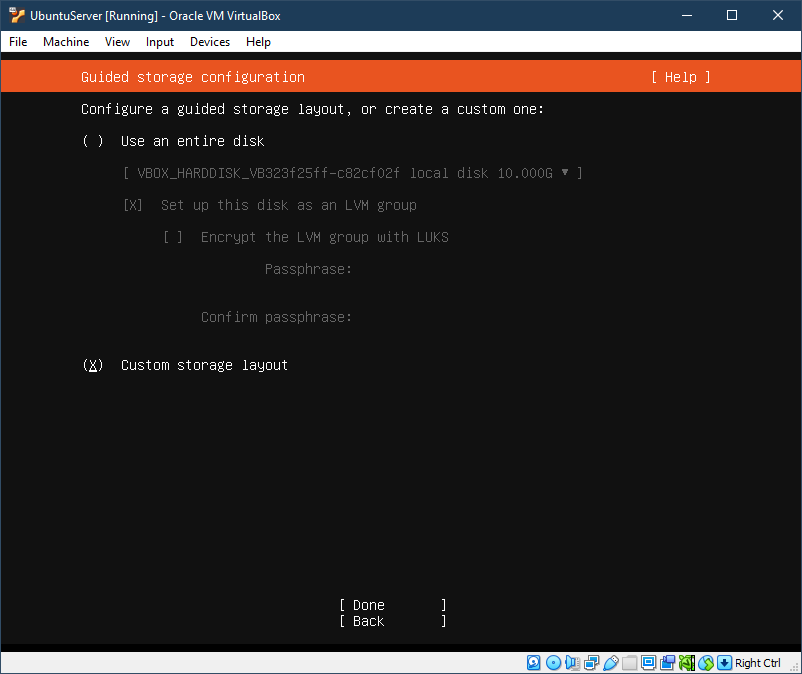 UbuntuServer [Running] - Oracle VM VirtualBox
File Machine View Input Devices Help
Guided storage configuration [ Help ]
Configure a guided storage layout, or create a custom one:
( ) Use an entire disk
[ VBOX_HARDDISK_VB323f25ff-c82cf02f local disk 10.000G ▾ ]
[X] Set up this disk as an LVM group
[ ] Encrypt the LVM group with LUKS
Passphrase:
Confirm passphrase:
(X) Custom storage layout
[ Done ]
[ Back ]
Right Ctrl